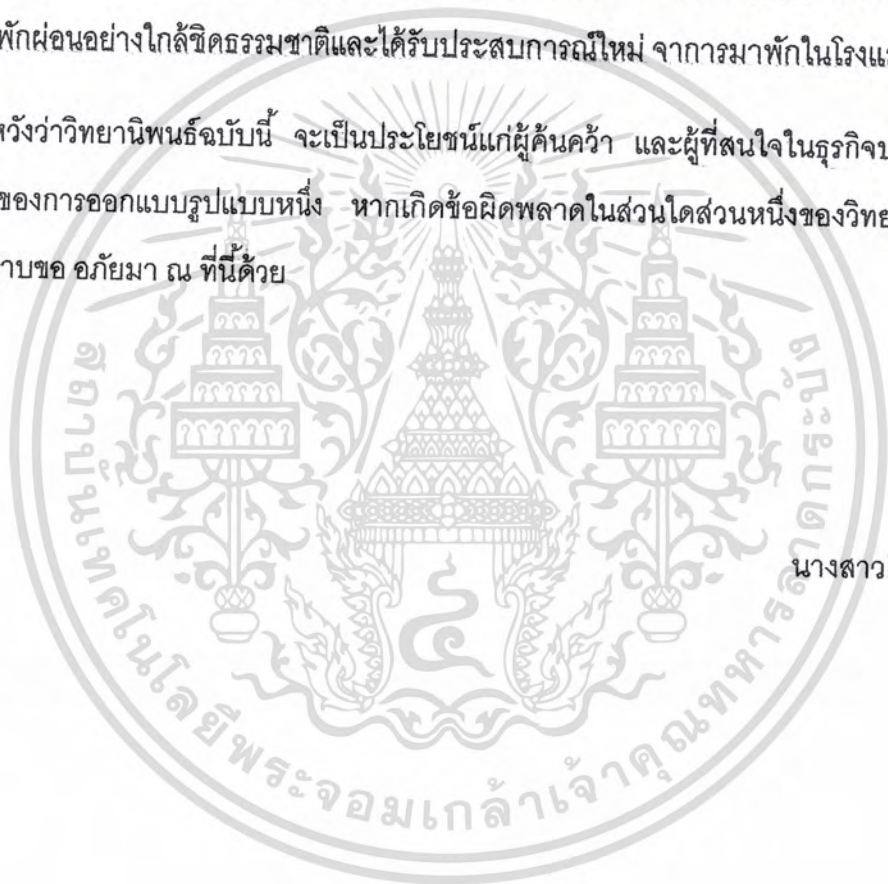 พักผ่อนอย่างใกล้ชิดธรรมชาติและได้รับประสบการณ์ใหม่ จากการมาพักในโรงแ
หวังว่าวิทยานิพนธ์ฉบับนี้ จะเป็นประโยชน์แก่ผู้ค้นคว้า และผู้ที่สนใจในธุรกิจ
ของการออกแบบรูปแบบหนึ่ง หากเกิดข้อผิดพลาดในส่วนใดส่วนหนึ่งของวิทย
าบขอ อภัยมา ณ ที่นี้ด้วย
นางสาว
สถาบันเทคโนโลยีพระจอมเกล้าเจ้าคุณทหารลาดกระบัง